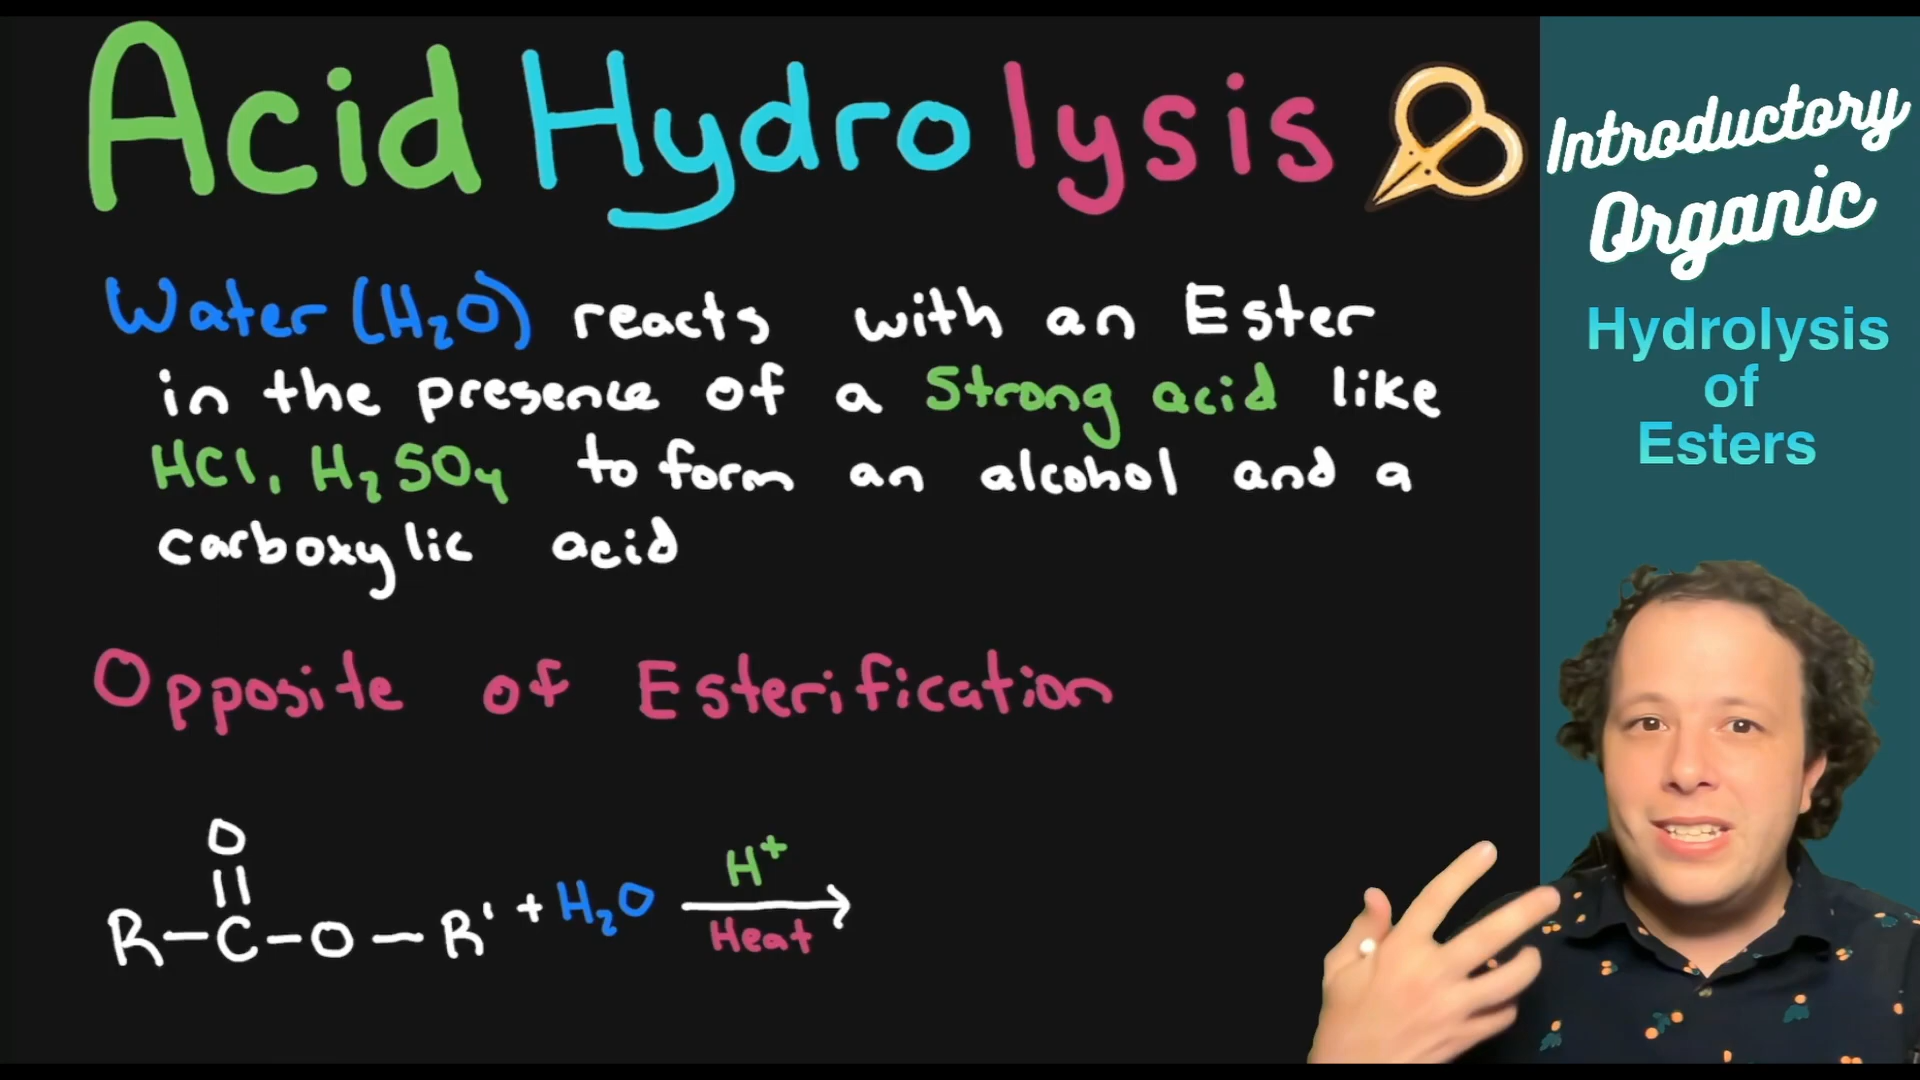 Acid Hydrolysis
Water (H₂O) reacts with an Ester
in the presence of a Strong acid like
HCl, H₂SO₄ to form an alcohol and a
carboxylic acid
Opposite of Esterification
O
||
R—C—O—R' + H₂O
H⁺
Heat
Introductory
Organic
Hydrolysis
of
Esters